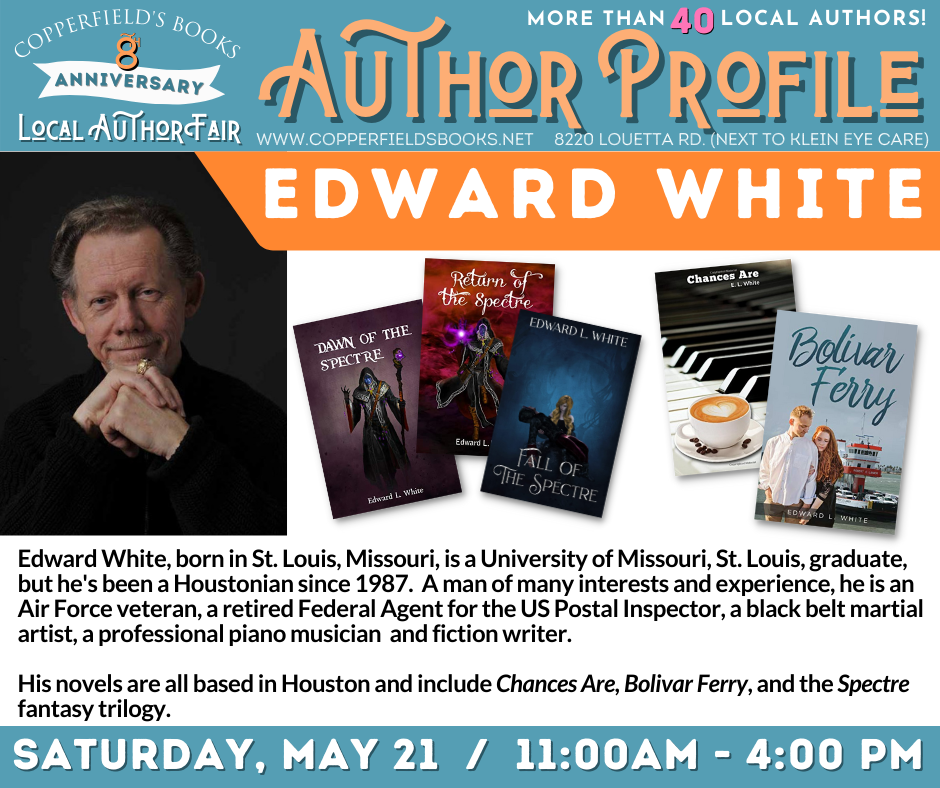 COPPERFIELD'S BOOKS
8
ANNIVERSARY
LOCAL AUTHOR FAIR
MORE THAN 40 LOCAL AUTHORS!
AUTHOR PROFILE
WWW.COPPERFIELDSBOOKS.NET 8220 LOUETTA RD. (NEXT TO KLEIN EYE CARE)
EDWARD WHITE
DAWN OF THE
SPECTRE
Edward L. White
Return of
the Spectre
Edward L.
EDWARD L. WHITE
FALL OF
THE SPECTRE
Chances Are
E. L. White
Bolivar
Ferry
EDWARD L. WHITE
Edward White, born in St. Louis, Missouri, is a University of Missouri, St. Louis, graduate,
but he's been a Houstonian since 1987. A man of many interests and experience, he is an
Air Force veteran, a retired Federal Agent for the US Postal Inspector, a black belt martial
artist, a professional piano musician and fiction writer.
His novels are all based in Houston and include Chances Are, Bolivar Ferry, and the Spectre
fantasy trilogy.
SATURDAY, MAY 21 / 11:00AM - 4:00 PM